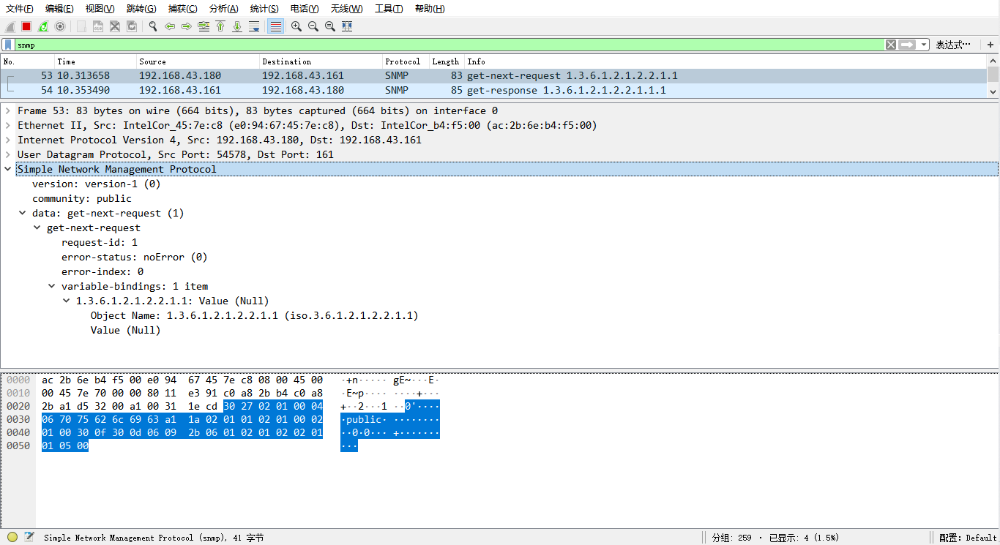 文件(F) 编辑(E) 视图(V) 跳转(G) 捕获(C) 分析(A) 统计(S) 电话(Y) 无线(W) 工具(T) 帮助(H)
snmp 表达式… +
No. Time Source Destination Protocol Length Info
53 10.313658 192.168.43.180 192.168.43.161 SNMP 83 get-next-request 1.3.6.1.2.1.2.2.1.1
54 10.353490 192.168.43.161 192.168.43.180 SNMP 85 get-response 1.3.6.1.2.1.2.2.1.1.1
Frame 53: 83 bytes on wire (664 bits), 83 bytes captured (664 bits) on interface 0
Ethernet II, Src: IntelCor_45:7e:c8 (e0:94:67:45:7e:c8), Dst: IntelCor_b4:f5:00 (ac:2b:6e:b4:f5:00)
Internet Protocol Version 4, Src: 192.168.43.180, Dst: 192.168.43.161
User Datagram Protocol, Src Port: 54578, Dst Port: 161
Simple Network Management Protocol
version: version-1 (0)
community: public
data: get-next-request (1)
get-next-request
request-id: 1
error-status: noError (0)
error-index: 0
variable-bindings: 1 item
1.3.6.1.2.1.2.2.1.1: Value (Null)
Object Name: 1.3.6.1.2.1.2.2.1.1 (iso.3.6.1.2.1.2.2.1.1)
Value (Null)
0000 ac 2b 6e b4 f5 00 e0 94 67 45 7e c8 08 00 45 00 ·+n····· gE~···E·
0010 00 45 7e 70 00 00 80 11 e3 91 c0 a8 2b b4 c0 a8 ·E~p···· ····+···
0020 2b a1 d5 32 00 a1 00 31 1e cd 30 27 02 01 00 04 +··2···1 ··0'····
0030 06 70 75 62 6c 69 63 a1 1a 02 01 01 02 01 00 02 ·public· ········
0040 01 00 30 0f 30 0d 06 09 2b 06 01 02 01 02 02 01 ··0·0··· +·······
0050 01 05 00 ···
Simple Network Management Protocol (snmp), 41 字节 分组: 259 · 已显示: 4 (1.5%) 配置: Default